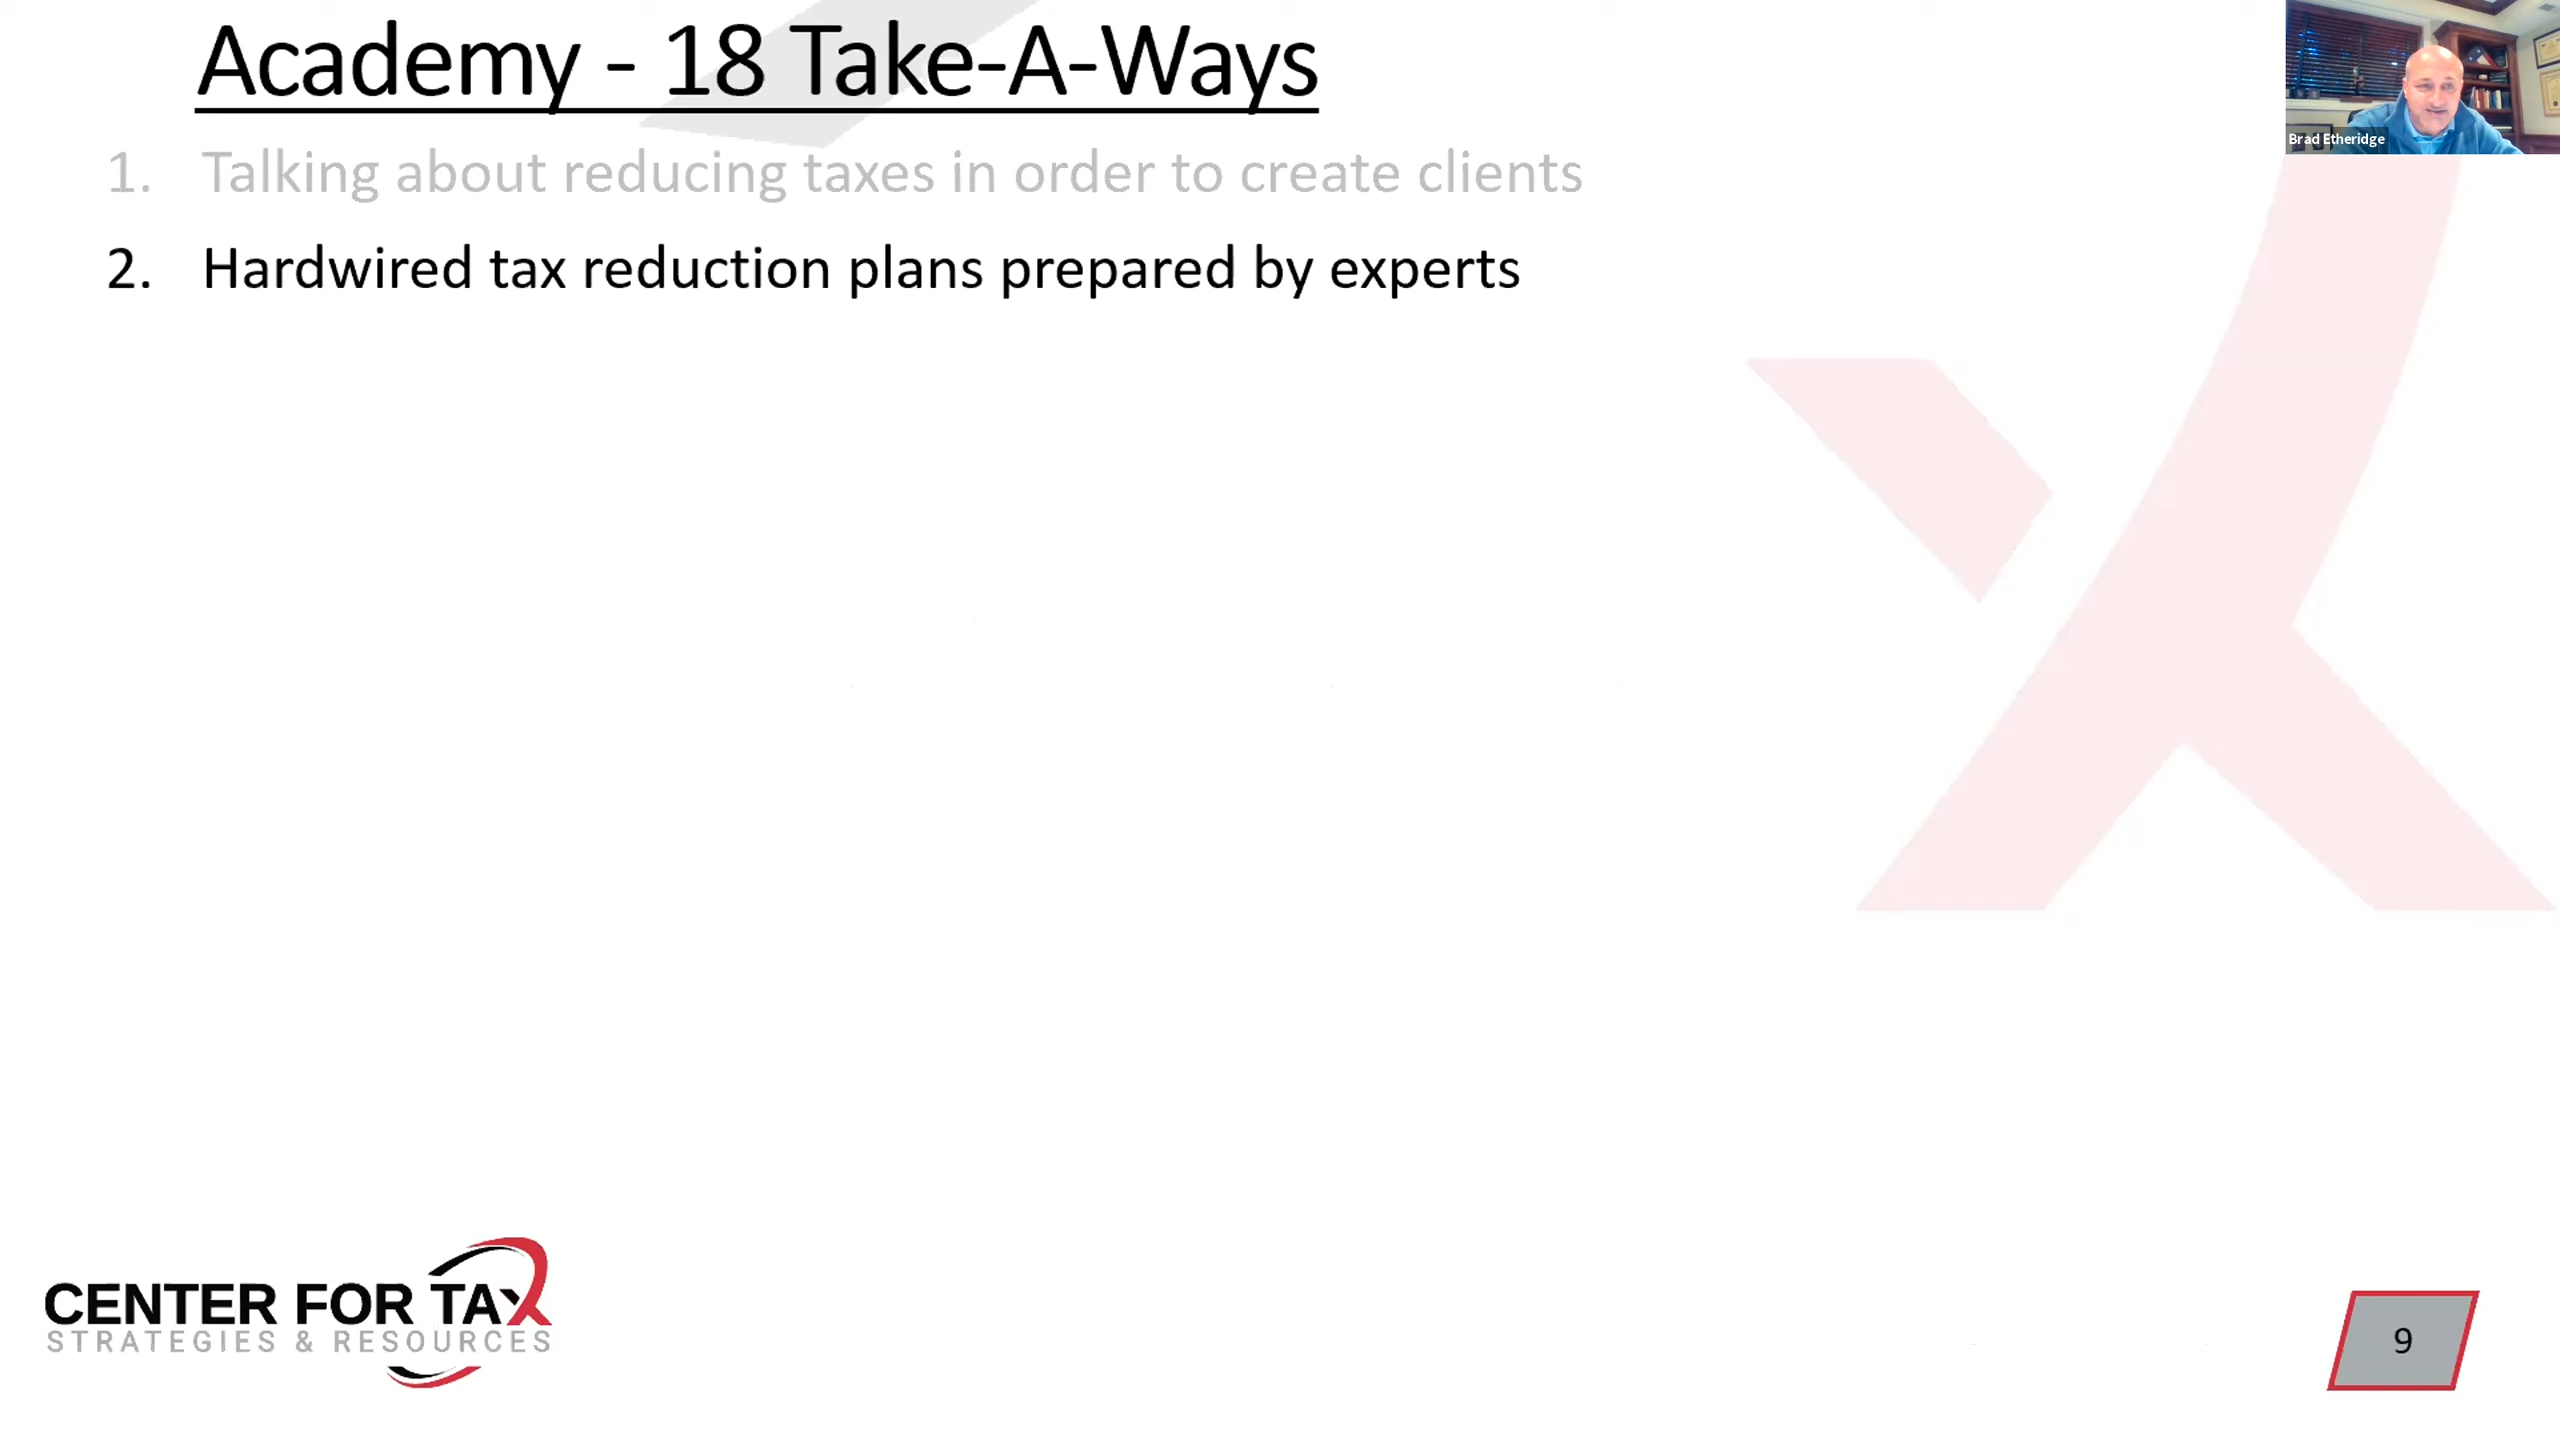 Academy - 18 Take-A-Ways
Brad Etheridge
1. Talking about reducing taxes in order to create clients
2. Hardwired tax reduction plans prepared by experts
CENTER FOR TAX
STRATEGIES & RESOURCES
9